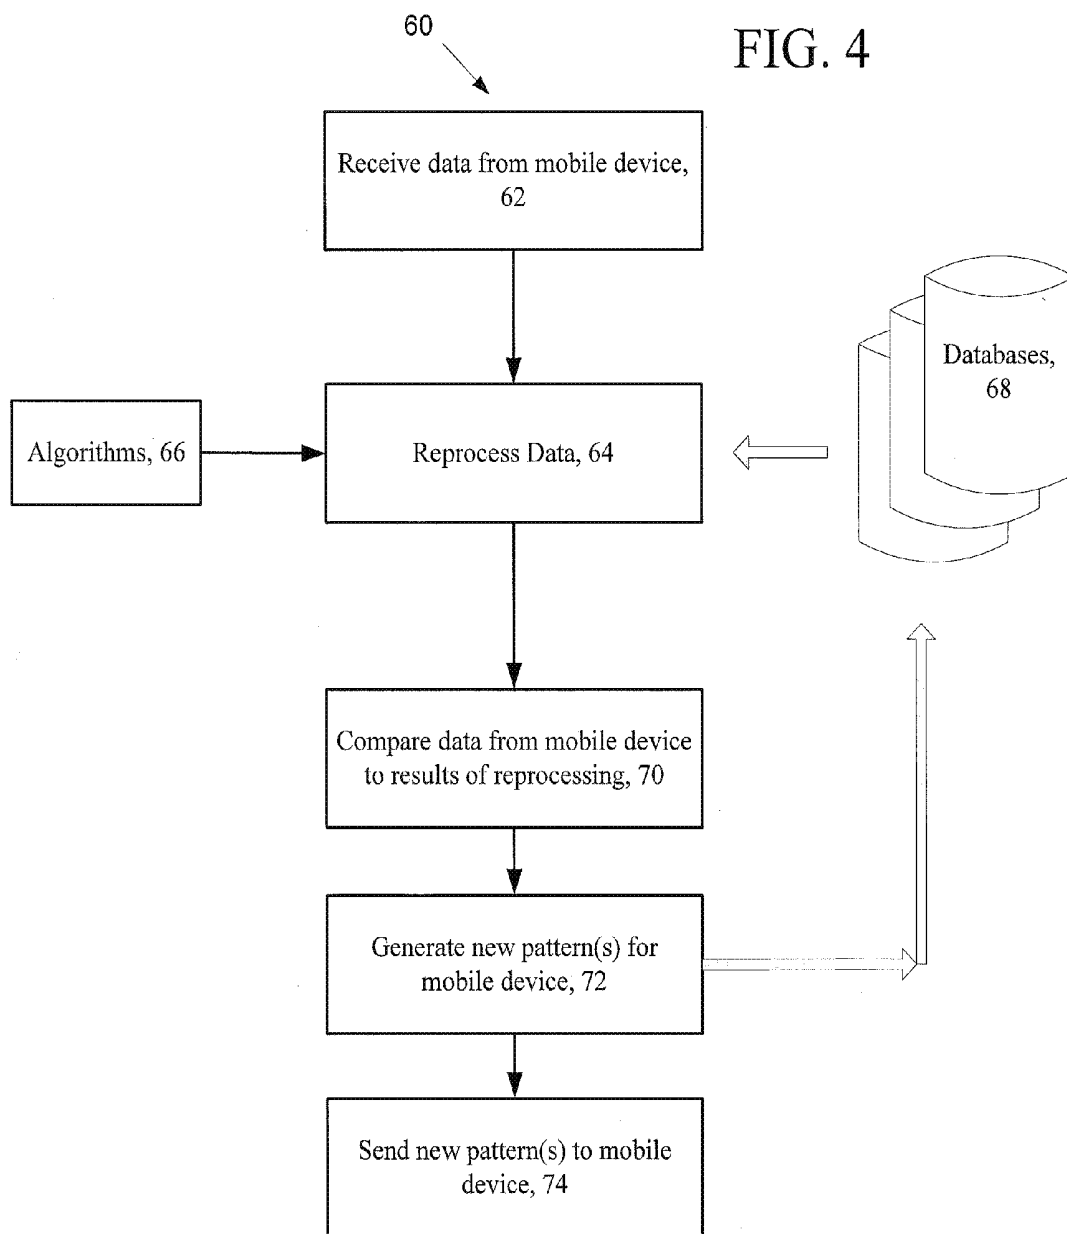 60
FIG. 4
Receive data from mobile device,
62
Databases,
68
Algorithms, 66
Reprocess Data, 64
Compare data from mobile device
to results of reprocessing, 70
Generate new pattern(s) for
mobile device, 72
Send new pattern(s) to mobile
device, 74